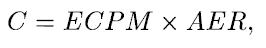 C = ECPM × AER,